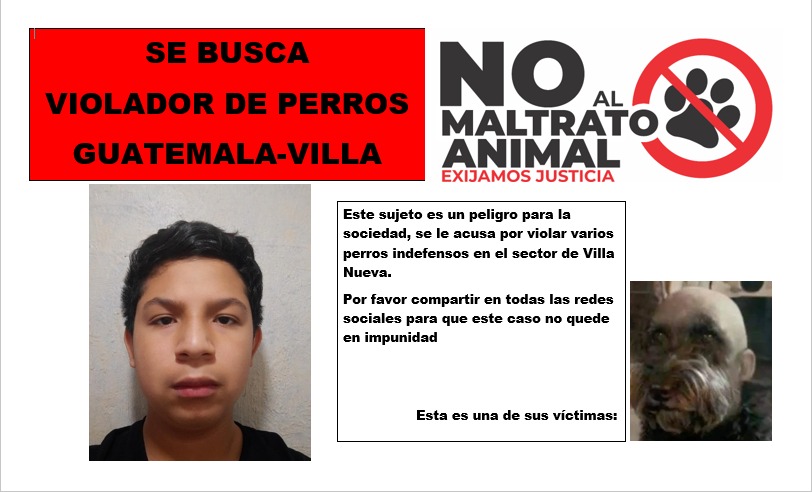 SE BUSCA
VIOLADOR DE PERROS
GUATEMALA-VILLA
NO AL
MALTRATO
ANIMAL
EXIJAMOS JUSTICIA
Este sujeto es un peligro para la
sociedad, se le acusa por violar varios
perros indefensos en el sector de Villa
Nueva.
Por favor compartir en todas las redes
sociales para que este caso no quede
en impunidad
Esta es una de sus víctimas: